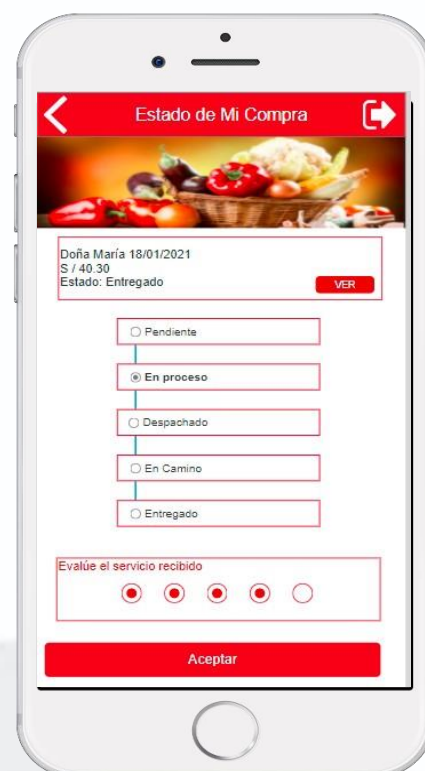 Estado de Mi Compra
Doña María 18/01/2021
S / 40.30
Estado: Entregado
VER
Pendiente
En proceso
Despachado
En Camino
Entregado
Evalúe el servicio recibido
Aceptar